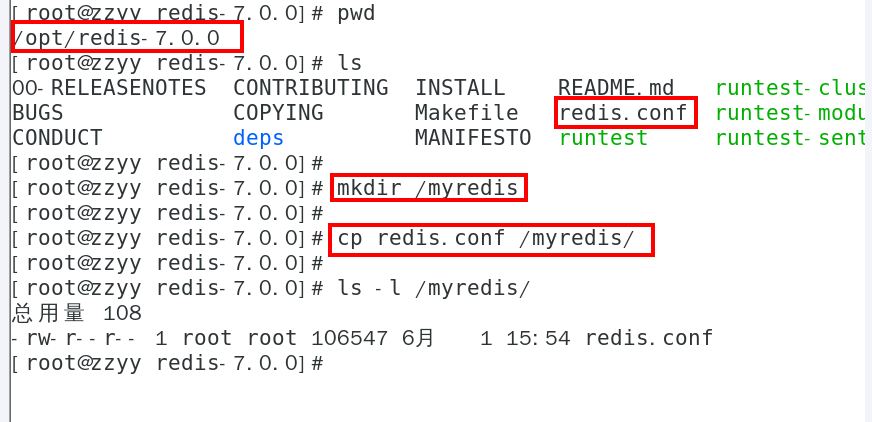 [root@zzyy redis-7.0.0]# pwd
/opt/redis-7.0.0
[root@zzyy redis-7.0.0]# ls
00-RELEASENOTES CONTRIBUTING INSTALL README.md runtest-clus
BUGS COPYING Makefile redis.conf runtest-modu
CONDUCT deps MANIFESTO runtest runtest-sent
[root@zzyy redis-7.0.0]#
[root@zzyy redis-7.0.0]# mkdir /myredis
[root@zzyy redis-7.0.0]#
[root@zzyy redis-7.0.0]# cp redis.conf /myredis/
[root@zzyy redis-7.0.0]#
[root@zzyy redis-7.0.0]# ls -l /myredis/
总用量 108
-rw-r--r-- 1 root root 106547 6月 1 15:54 redis.conf
[root@zzyy redis-7.0.0]#